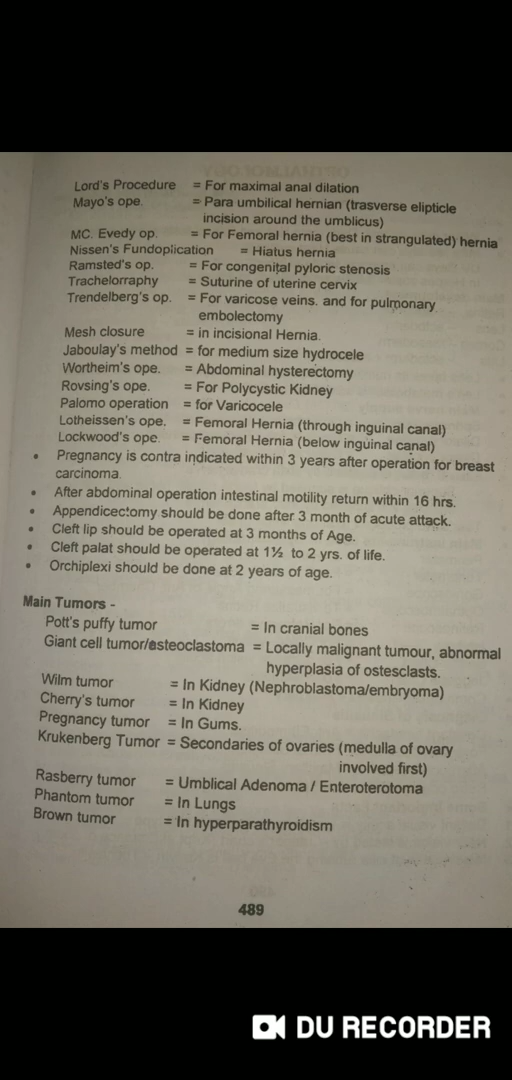 Lord's Procedure = For maximal anal dilation
Mayo's ope. = Para umbilical hernian (trasverse elipticle
incision around the umblicus)
MC. Evedy op. = For Femoral hernia (best in strangulated) hernia
Nissen's Fundoplication = Hiatus hernia
Ramsted's op. = For congenital pyloric stenosis
Trachelorraphy = Suturine of uterine cervix
Trendelberg's op. = For varicose veins. and for pulmonary
embolectomy
Mesh closure = in incisional Hernia.
Jaboulay's method = for medium size hydrocele
Wortheim's ope. = Abdominal hysterectomy
Rovsing's ope. = For Polycystic Kidney
Palomo operation = for Varicocele
Lotheissen's ope. = Femoral Hernia (through inguinal canal)
Lockwood's ope. = Femoral Hernia (below inguinal canal)
• Pregnancy is contra indicated within 3 years after operation for breast
carcinoma.
• After abdominal operation intestinal motility return within 16 hrs.
• Appendicectomy should be done after 3 month of acute attack.
• Cleft lip should be operated at 3 months of Age.
• Cleft palat should be operated at 1½ to 2 yrs. of life.
• Orchiplexi should be done at 2 years of age.
Main Tumors -
Pott's puffy tumor = In cranial bones
Giant cell tumor/esteoclastoma = Locally malignant tumour, abnormal
hyperplasia of ostesclasts.
Wilm tumor = In Kidney (Nephroblastoma/embryoma)
Cherry's tumor = In Kidney
Pregnancy tumor = In Gums.
Krukenberg Tumor = Secondaries of ovaries (medulla of ovary
involved first)
Rasberry tumor = Umblical Adenoma / Enteroterotoma
Phantom tumor = In Lungs
Brown tumor = In hyperparathyroidism
489
DU RECORDER